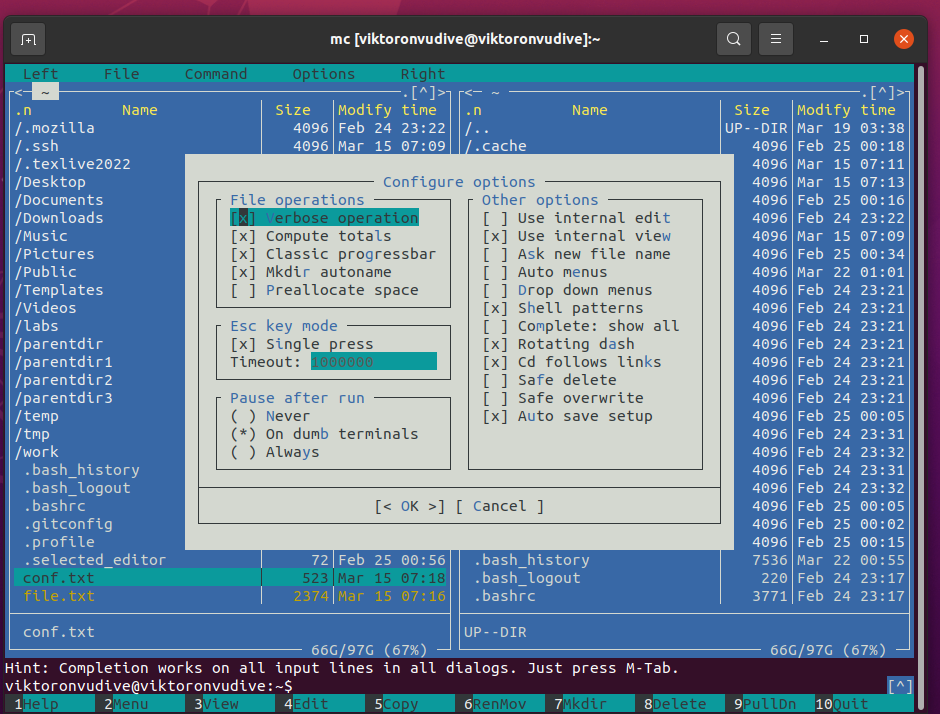 mc [viktoronvudive@viktoronvudive]:~
Left File Command Options Right
<─ ~ .[^]>
.n Name Size Modify time
/.mozilla 4096 Feb 24 23:22
/.ssh 4096 Mar 15 07:09
/.texlive2022
/Desktop
/Documents
/Downloads
/Music
/Pictures
/Public
/Templates
/Videos
/labs
/parentdir
/parentdir1
/parentdir2
/parentdir3
/temp
/tmp
/work
.bash_history
.bash_logout
.bashrc
.gitconfig
.profile
.selected_editor 72 Feb 25 00:56
conf.txt 523 Mar 15 07:18
file.txt 2374 Mar 15 07:16
conf.txt
66G/97G (67%)
Configure options
File operations
[x] Verbose operation
[x] Compute totals
[x] Classic progressbar
[x] Mkdir autoname
[ ] Preallocate space
Esc key mode
[x] Single press
Timeout: 1000000
Pause after run
( ) Never
(*) On dumb terminals
( ) Always
Other options
[ ] Use internal edit
[x] Use internal view
[ ] Ask new file name
[ ] Auto menus
[ ] Drop down menus
[x] Shell patterns
[ ] Complete: show all
[x] Rotating dash
[x] Cd follows links
[ ] Safe delete
[ ] Safe overwrite
[x] Auto save setup
[< OK >] [ Cancel ]
<─ ~ .[^]>
.n Name Size Modify time
/.. UP--DIR Mar 19 03:38
/.cache 4096 Feb 25 00:18
4096 Mar 15 07:11
4096 Mar 15 07:13
4096 Feb 25 00:16
4096 Feb 24 23:22
4096 Mar 15 07:09
4096 Feb 25 00:34
4096 Mar 22 01:01
4096 Feb 24 23:21
4096 Feb 24 23:21
4096 Feb 24 23:21
4096 Feb 24 23:21
4096 Feb 24 23:21
4096 Feb 24 23:21
4096 Feb 24 23:21
4096 Feb 25 00:05
4096 Feb 24 23:31
4096 Feb 24 23:32
4096 Feb 24 23:31
4096 Feb 24 23:32
4096 Feb 25 00:05
4096 Feb 25 00:02
4096 Feb 25 00:15
.bash_history 7536 Mar 22 00:55
.bash_logout 220 Feb 24 23:17
.bashrc 3771 Feb 24 23:17
UP--DIR
66G/97G (67%)
Hint: Completion works on all input lines in all dialogs. Just press M-Tab.
viktoronvudive@viktoronvudive:~$ [^]
1Help 2Menu 3View 4Edit 5Copy 6RenMov 7Mkdir 8Delete 9PullDn 10Quit